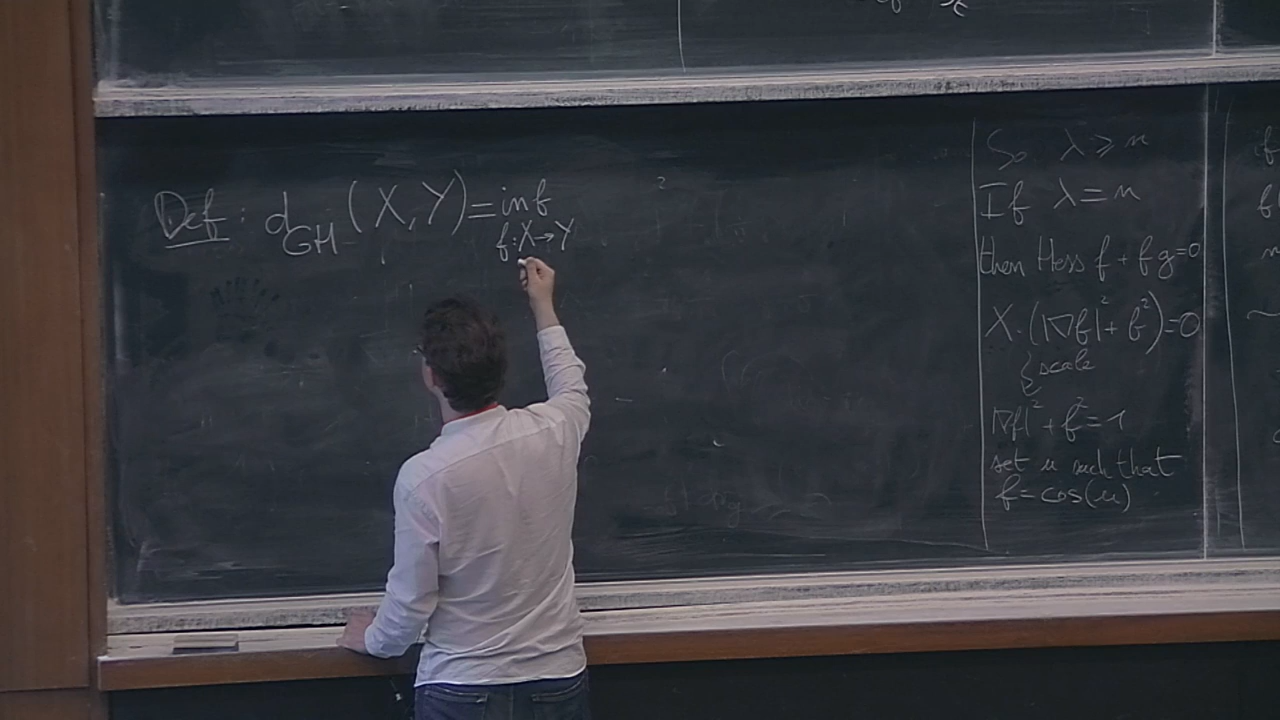 Def: d_GH (X, Y) = inf
f: X → Y
So λ ≥ n
If λ = n
then Hess f + f g = 0
X · (|∇f|² + f²) = 0
scale
|∇f|² + f² = 1
set u such that
f = cos(u)
if